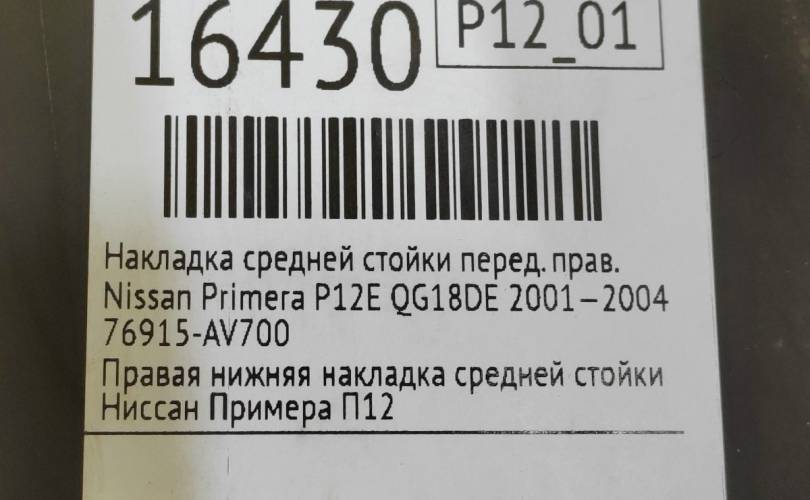 16430
P12_01
Накладка средней стойки перед. прав.
Nissan Primera P12E QG18DE 2001–2004
76915-AV700
Правая нижняя накладка средней стойки
Ниссан Примера П12